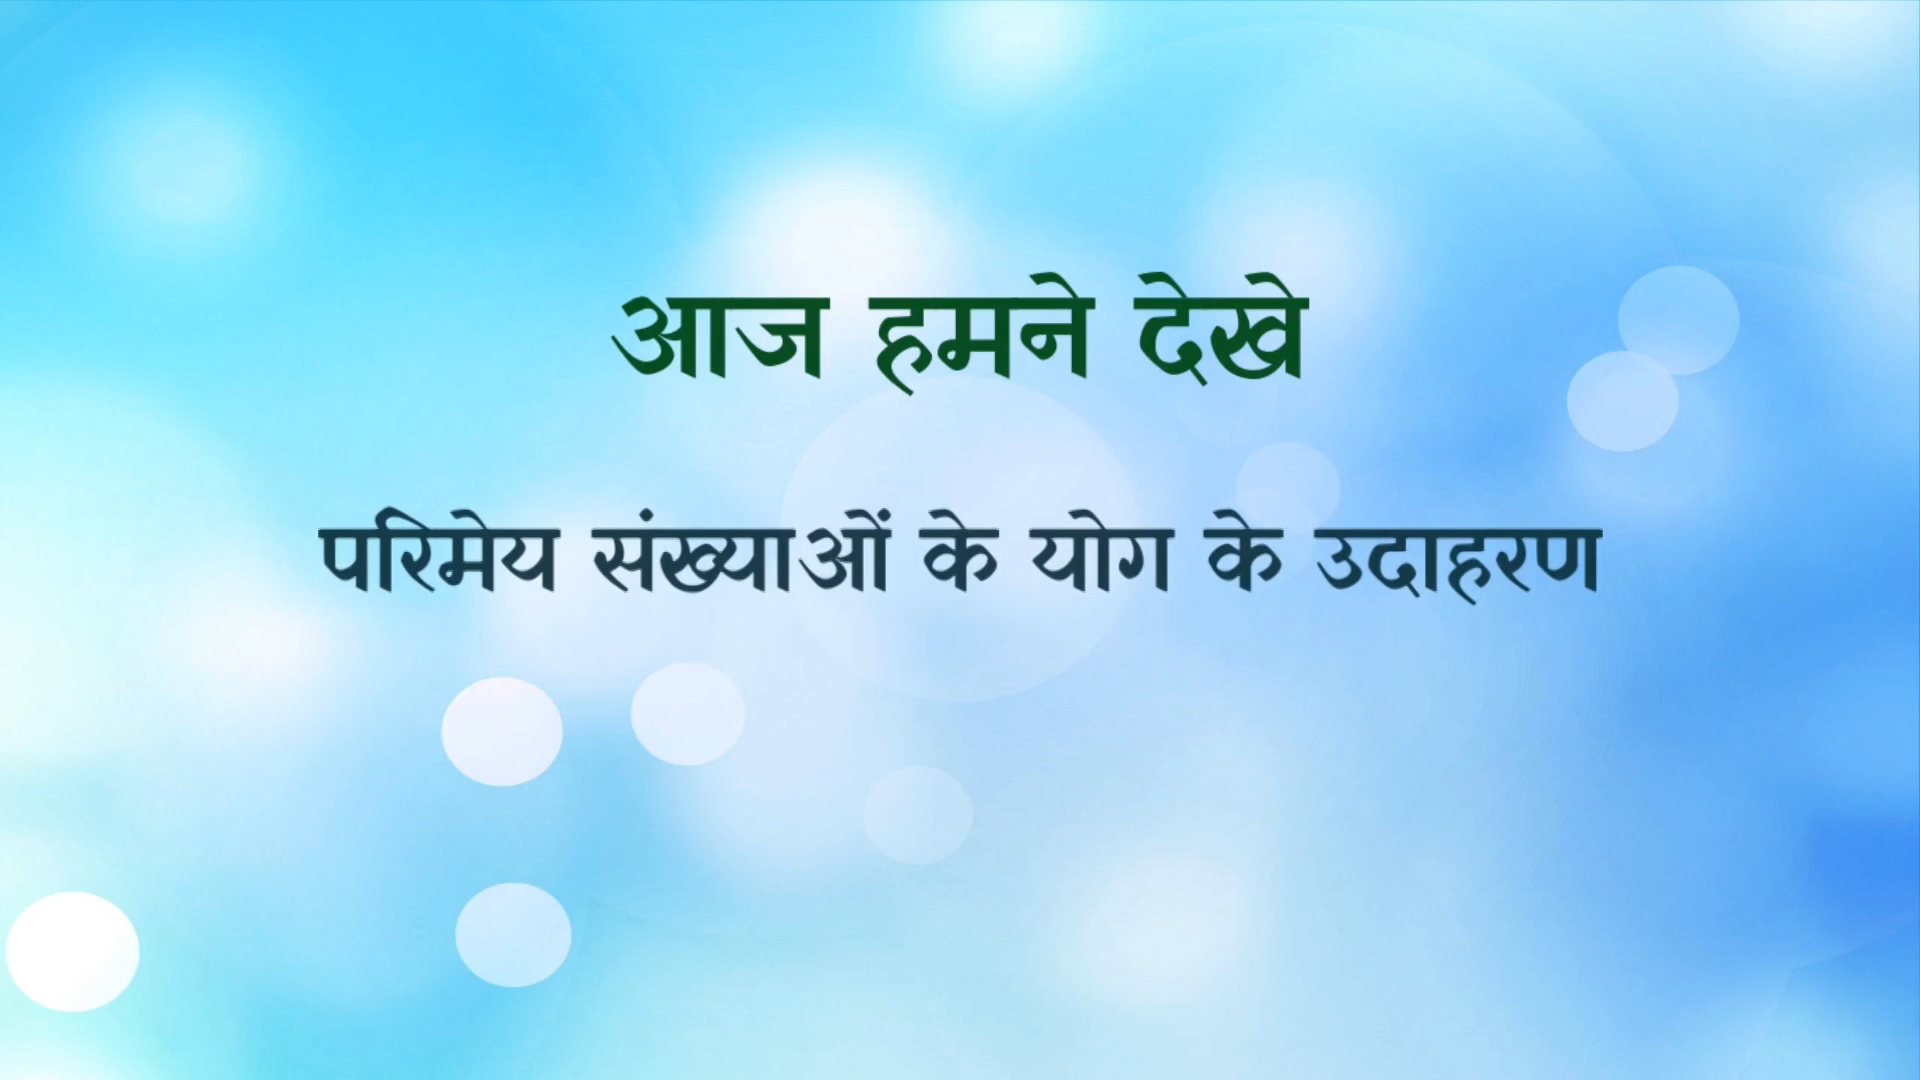 आज हमने देखे
परिमेय संख्याओं के योग के उदाहरण